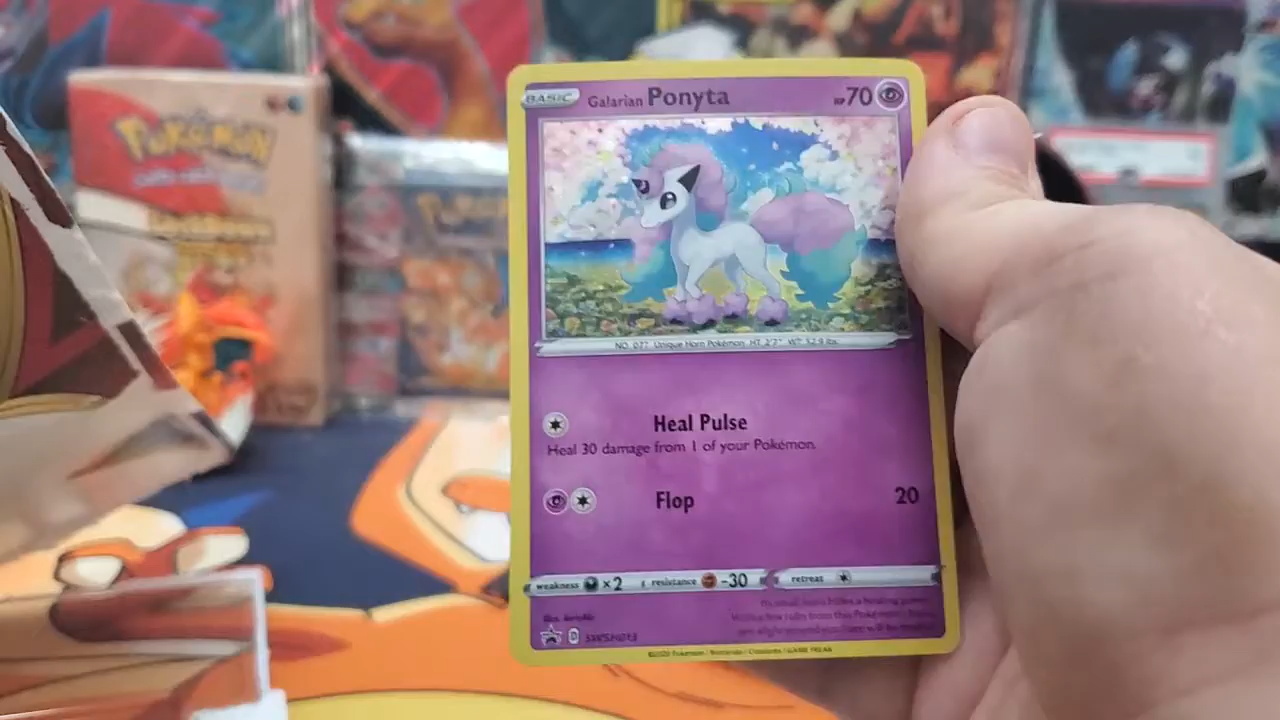 Pokémon
BASIC Galarian Ponyta HP 70
NO. 077 Unique Horn Pokémon HT: 2'7" WT: 52.9 lbs.
Heal Pulse
Heal 30 damage from 1 of your Pokémon.
Flop 20
weakness ×2 resistance -30 retreat
SWSH013
©2020 Pokémon / Nintendo / Creatures / GAME FREAK